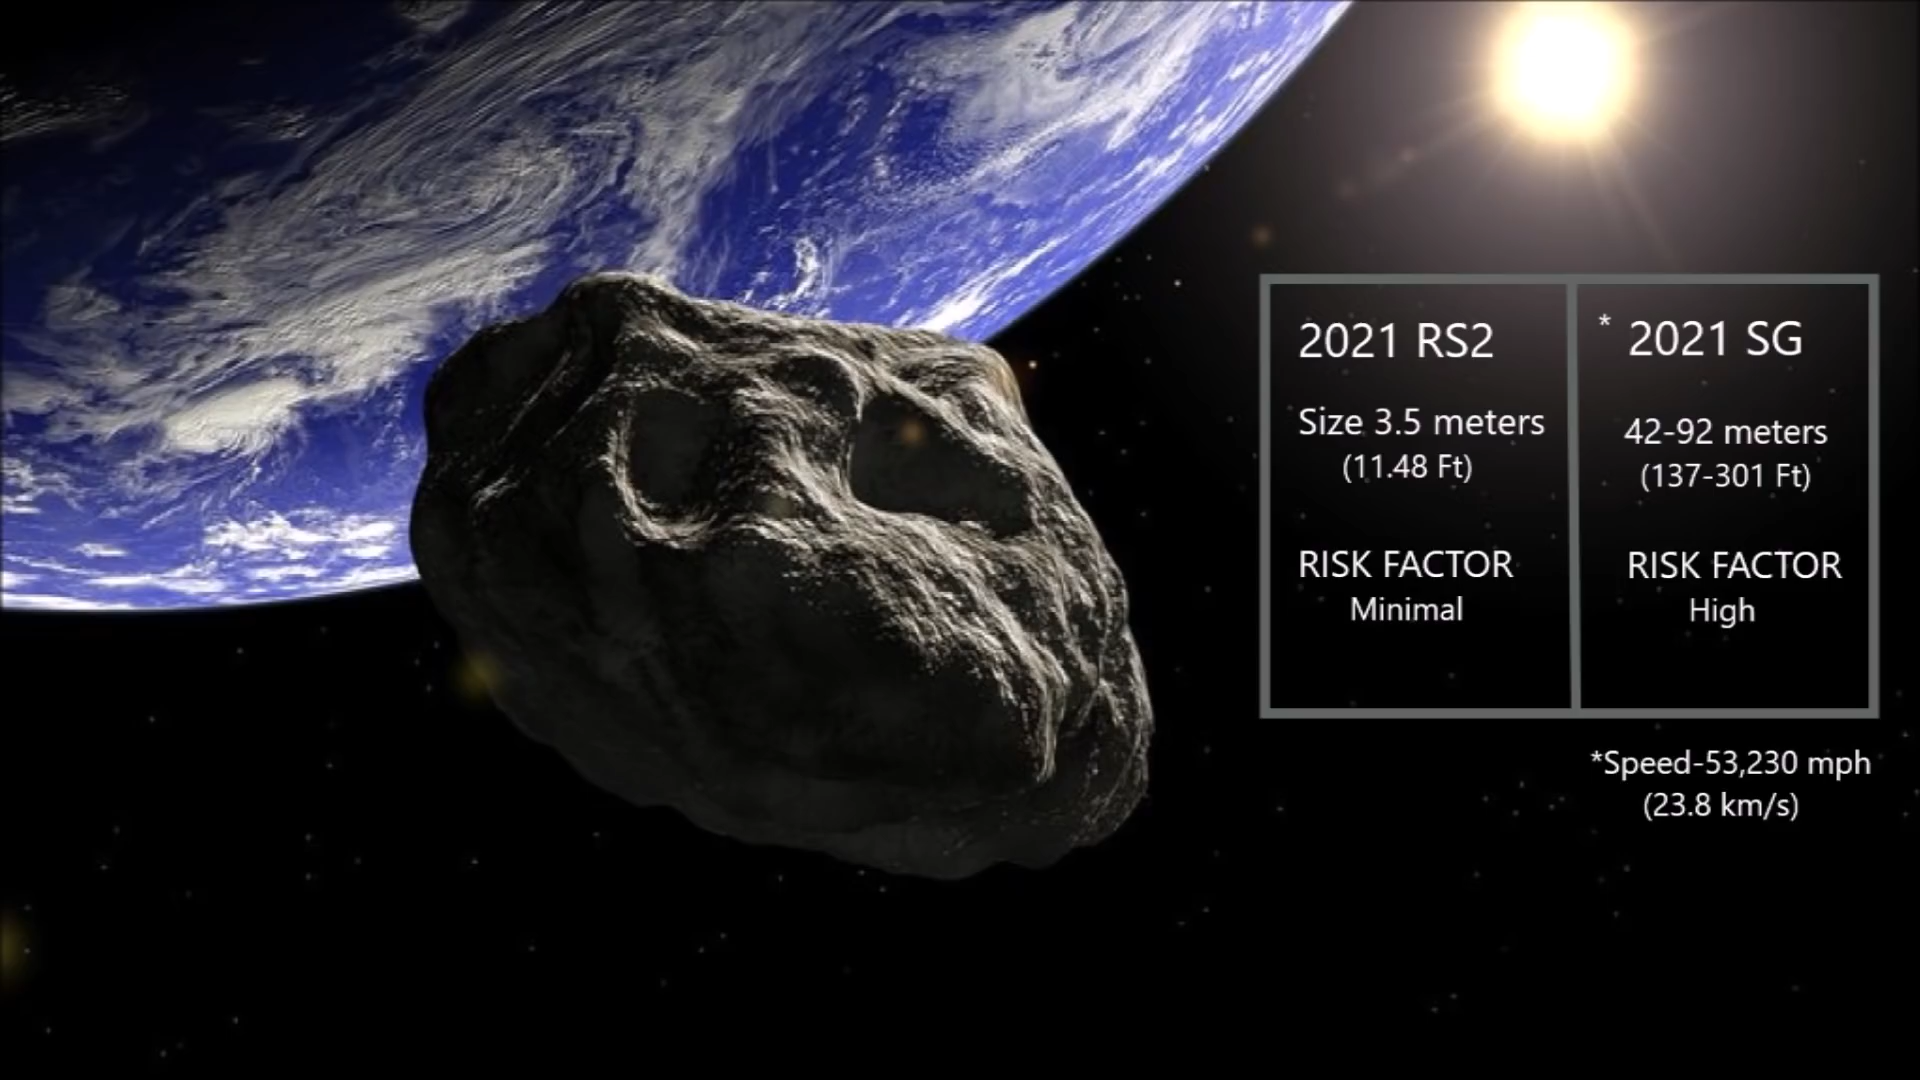 2021 RS2
Size 3.5 meters
(11.48 Ft)
RISK FACTOR
Minimal
* 2021 SG
42-92 meters
(137-301 Ft)
RISK FACTOR
High
*Speed-53,230 mph
(23.8 km/s)